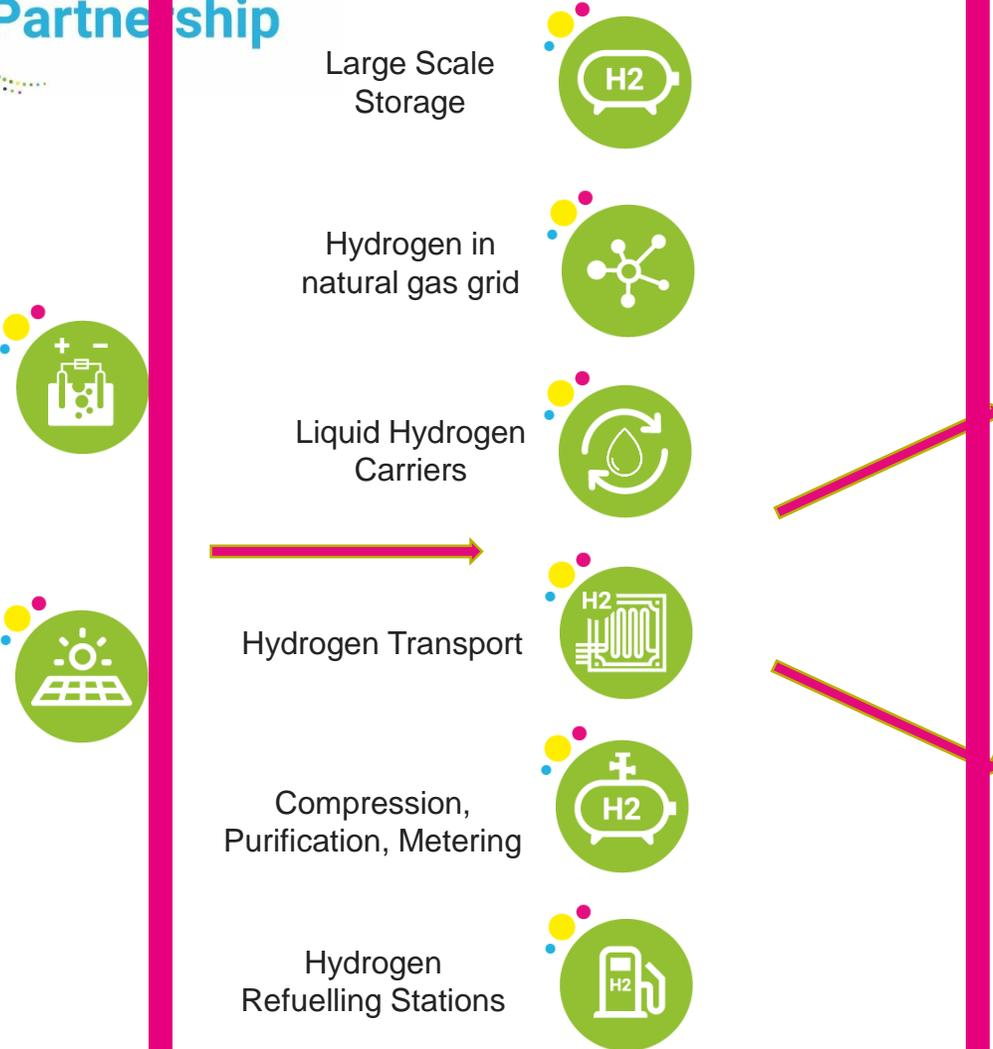 Partnership
Large Scale
Storage
H2
Hydrogen in
natural gas grid
+ −
Liquid Hydrogen
Carriers
Hydrogen Transport
H2
Compression,
Purification, Metering
H2
Hydrogen
Refuelling Stations
H2